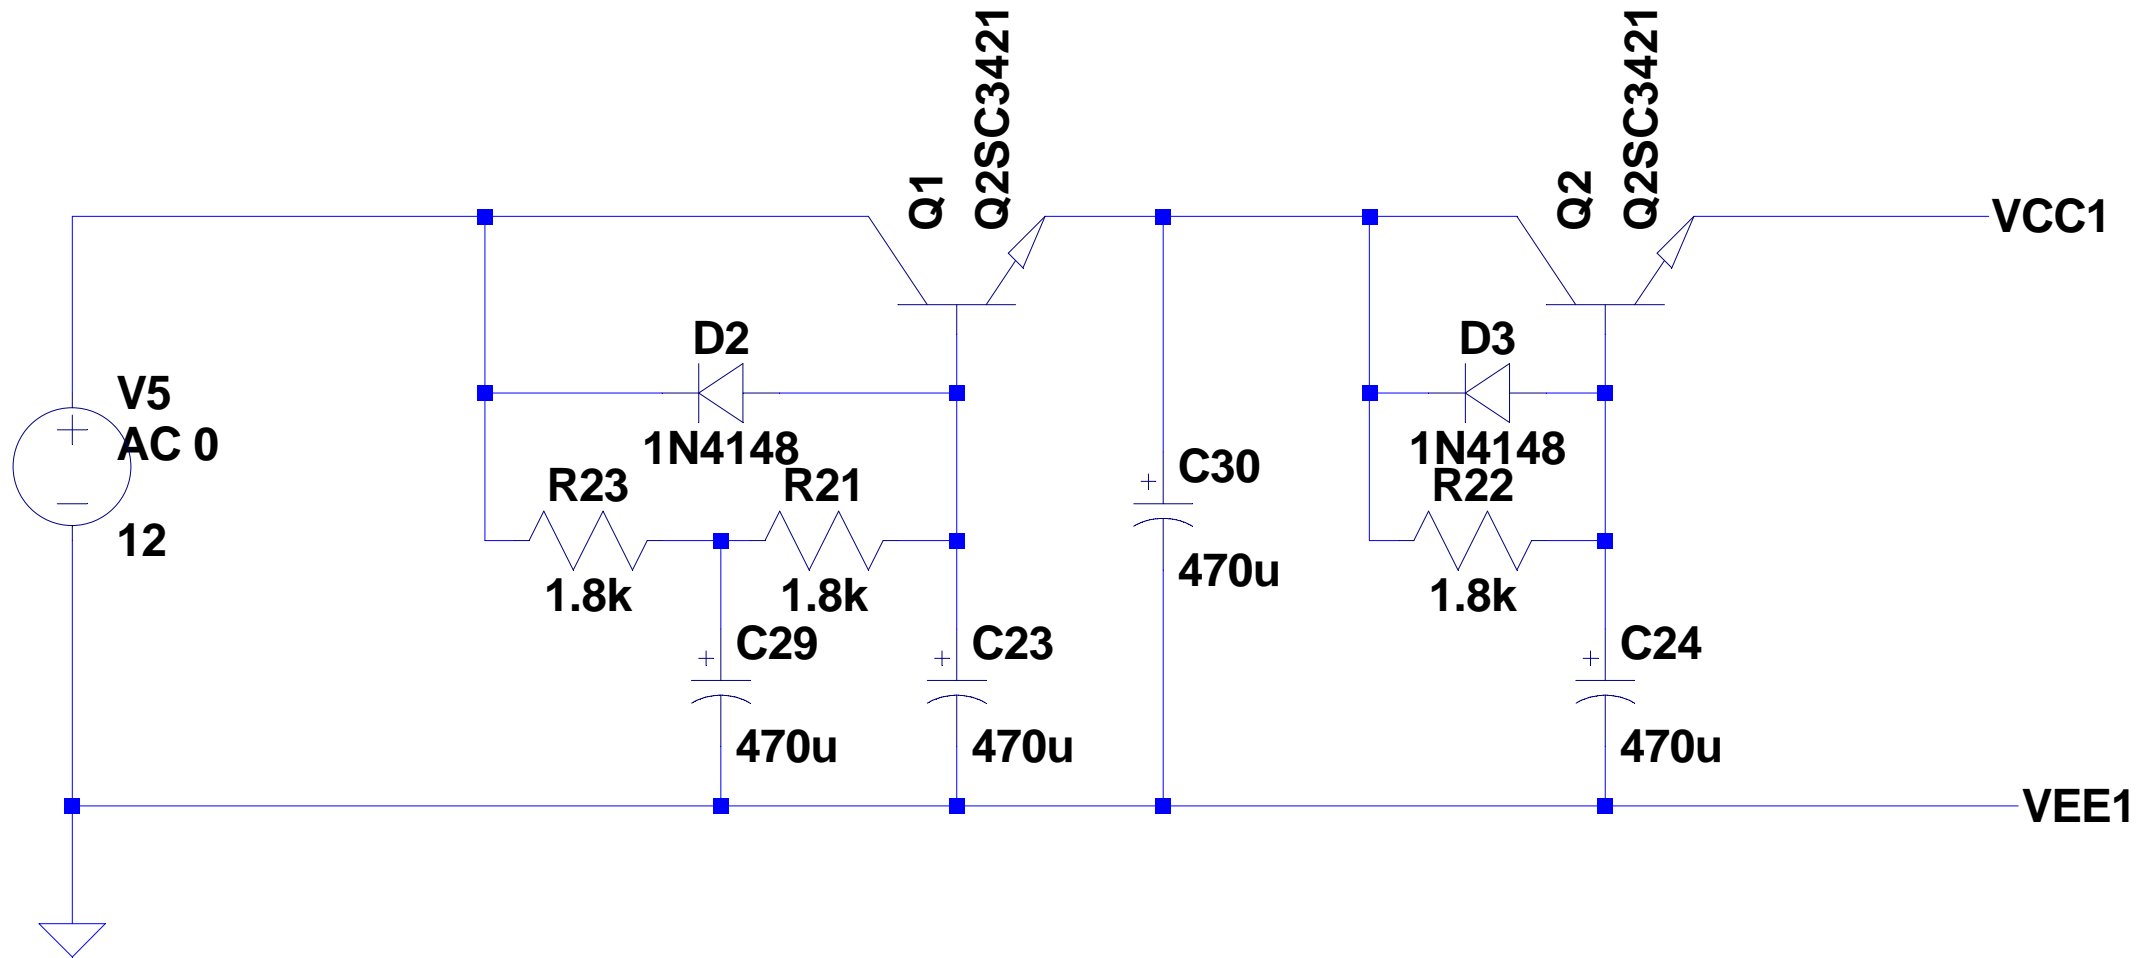 Q1
Q2SC3421
Q2
Q2SC3421
VCC1
D2
1N4148
D3
1N4148
V5
AC 0
12
R23
1.8k
R21
1.8k
C30
470u
R22
1.8k
C29
470u
C23
470u
C24
470u
VEE1